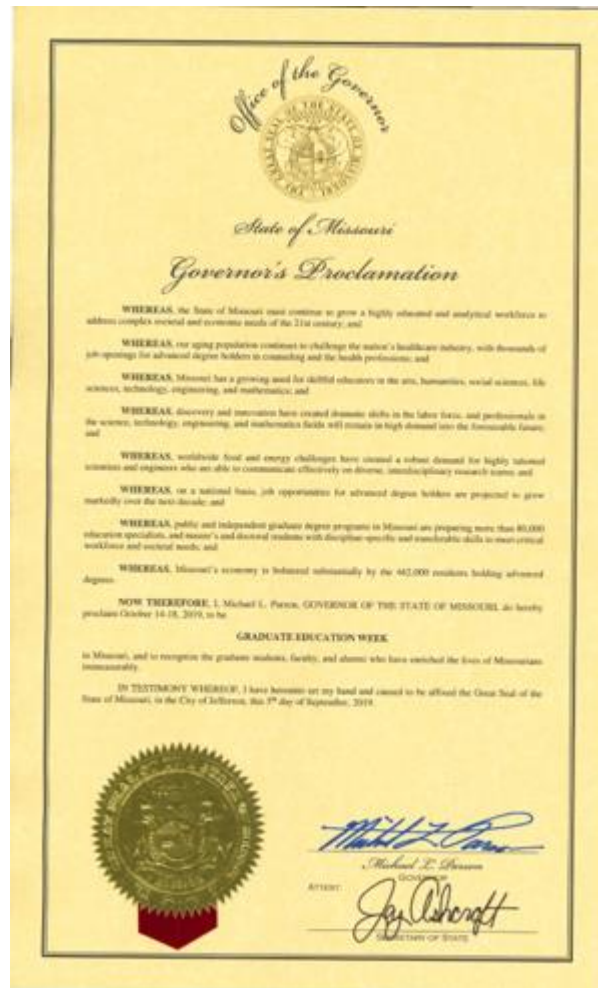 Office of the Governor
State of Missouri
Governor's Proclamation
WHEREAS, the State of Missouri must continue to grow a highly educated and analytical workforce to
address complex societal and economic needs of the 21st century; and
WHEREAS, our aging population continues to challenge the nation's healthcare industry, with thousands of
job openings for advanced degree holders in counseling and the health professions; and
WHEREAS, Missouri has a growing need for skillful educators in the arts, humanities, social sciences, life
sciences, technology, engineering, and mathematics; and
WHEREAS, discovery and innovation have created dramatic shifts in the labor force, and professionals in
the science, technology, engineering, and mathematics fields will remain in high demand into the foreseeable future;
and
WHEREAS, worldwide food and energy challenges have created a robust demand for highly talented
scientists and engineers who are able to communicate effectively on diverse, interdisciplinary research teams; and
WHEREAS, on a national basis, job opportunities for advanced degree holders are projected to grow
markedly over the next decade; and
WHEREAS, public and independent graduate degree programs in Missouri are preparing more than 80,000
education specialists, and master's and doctoral students with discipline-specific and transferable skills to meet critical
workforce and societal needs; and
WHEREAS, Missouri's economy is bolstered substantially by the 442,000 residents holding advanced
degrees.
NOW THEREFORE, I, Michael L. Parson, GOVERNOR OF THE STATE OF MISSOURI, do hereby
proclaim October 14-18, 2019, to be
GRADUATE EDUCATION WEEK
in Missouri, and to recognize the graduate students, faculty, and alumni who have enriched the lives of Missourians
immeasurably.
IN TESTIMONY WHEREOF, I have hereunto set my hand and caused to be affixed the Great Seal of the
State of Missouri, in the City of Jefferson, this 5th day of September, 2019.
Michael L. Parson
GOVERNOR
ATTEST:
Jay Ashcroft
SECRETARY OF STATE